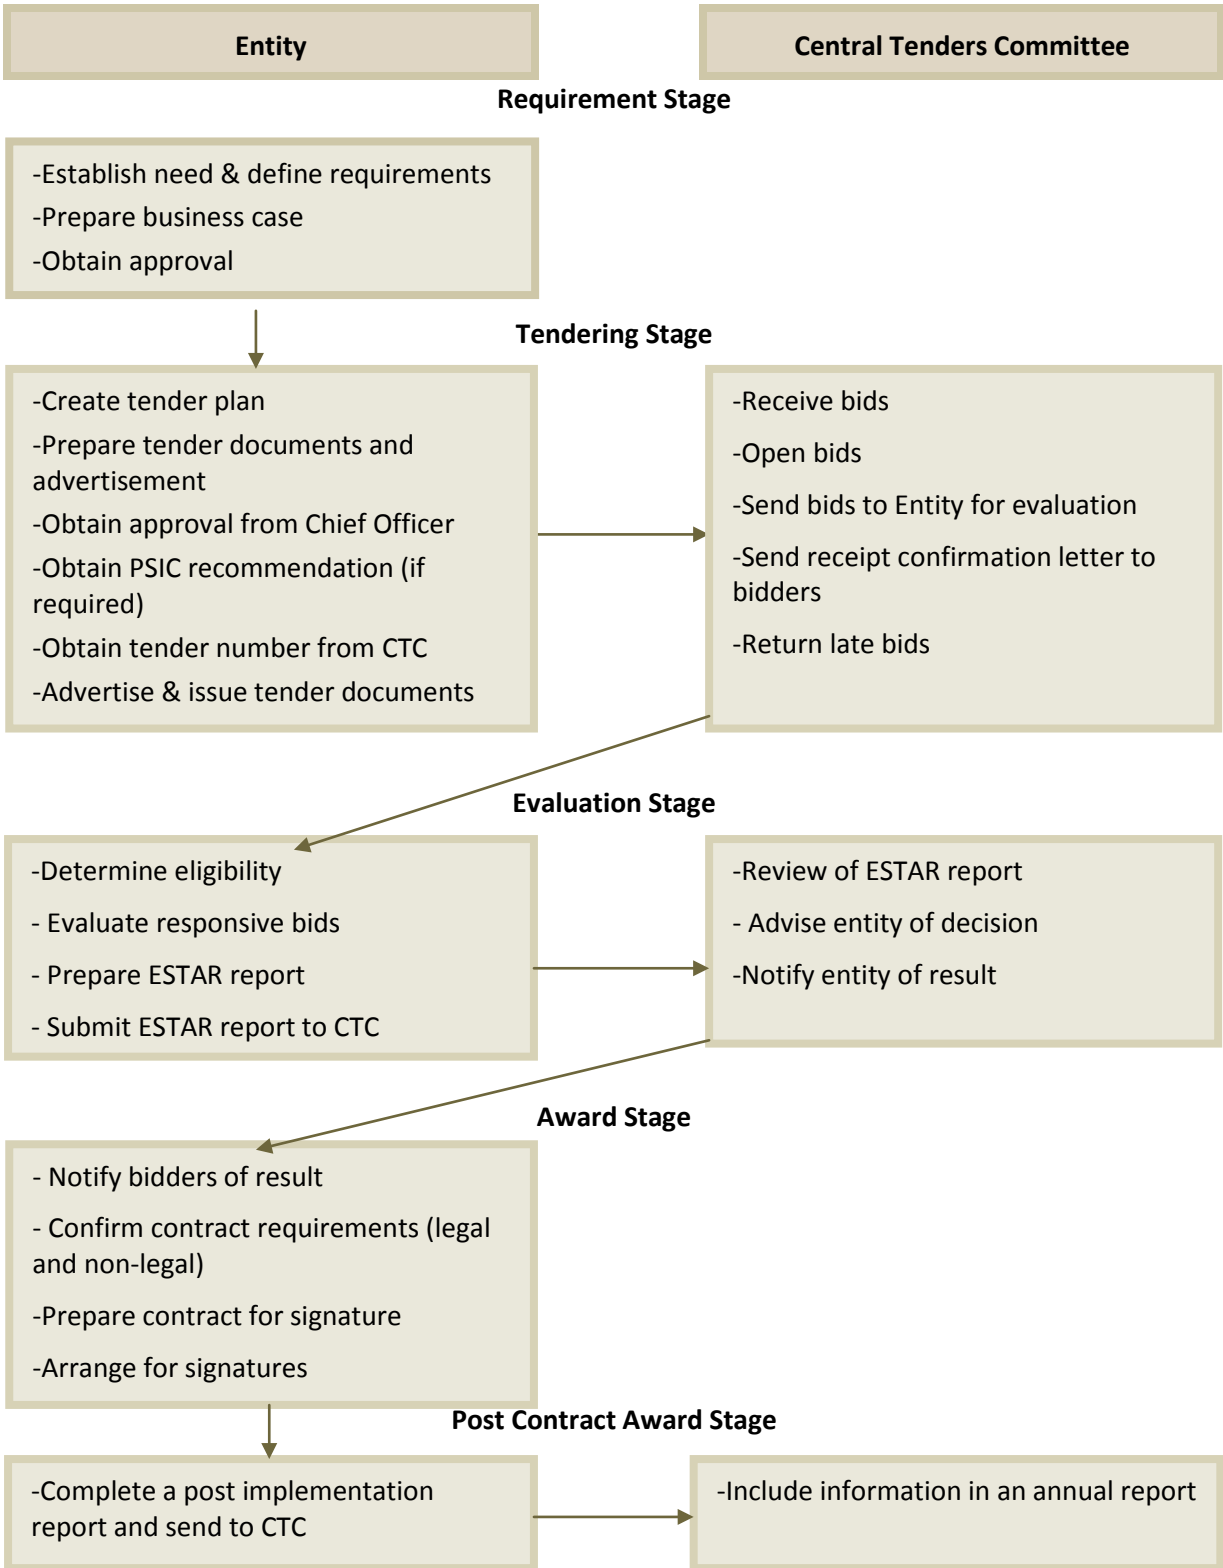 Entity
Central Tenders Committee
Requirement Stage
-Establish need & define requirements
-Prepare business case
-Obtain approval
Tendering Stage
-Create tender plan
-Prepare tender documents and
advertisement
-Obtain approval from Chief Officer
-Obtain PSIC recommendation (if
required)
-Obtain tender number from CTC
-Advertise & issue tender documents
-Receive bids
-Open bids
-Send bids to Entity for evaluation
-Send receipt confirmation letter to
bidders
-Return late bids
Evaluation Stage
-Determine eligibility
- Evaluate responsive bids
- Prepare ESTAR report
- Submit ESTAR report to CTC
-Review of ESTAR report
- Advise entity of decision
-Notify entity of result
Award Stage
- Notify bidders of result
- Confirm contract requirements (legal
and non-legal)
-Prepare contract for signature
-Arrange for signatures
Post Contract Award Stage
-Complete a post implementation
report and send to CTC
-Include information in an annual report